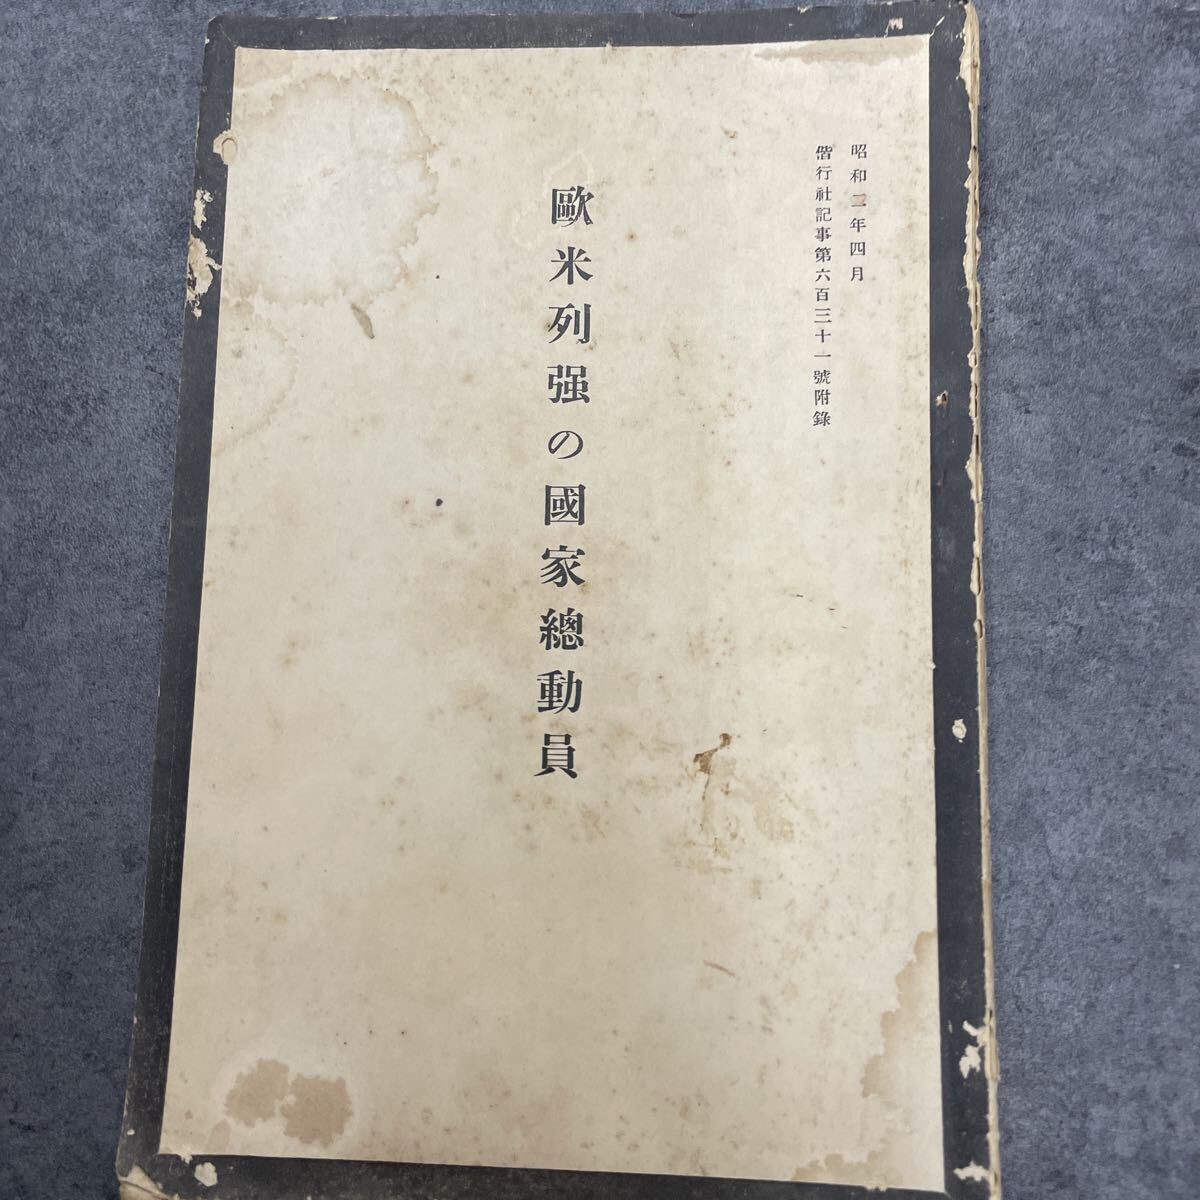 昭和二年四月
偕行社記事第六百三十一號附錄
歐米列强の國家總動員